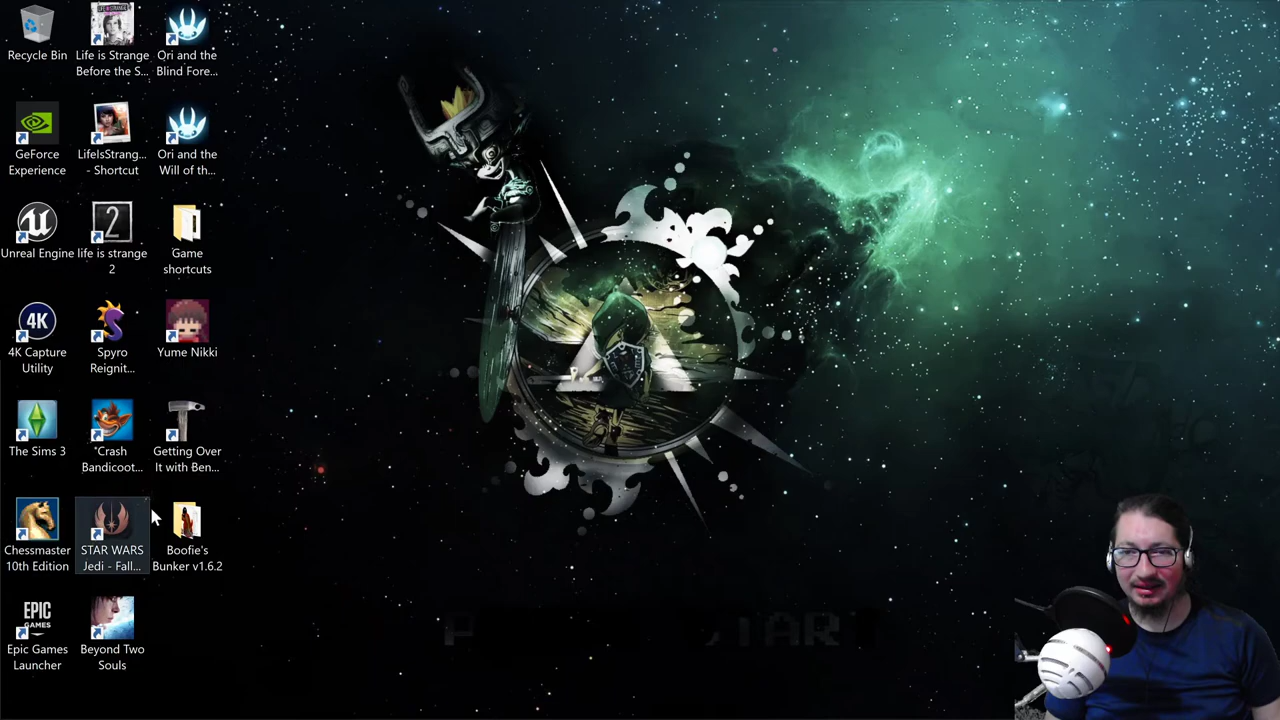 Recycle Bin
Life is Strange
Before the S...
Ori and the
Blind Fore...
GeForce
Experience
LifeIsStrang...
- Shortcut
Ori and the
Will of th...
Unreal Engine
2
life is strange
2
Game
shortcuts
4K
4K Capture
Utility
Spyro
Reignit...
Yume Nikki
The Sims 3
"Crash
Bandicoot...
Getting Over
It with Ben...
Chessmaster
10th Edition
STAR WARS
Jedi - Fall...
Boofie's
Bunker v1.6.2
EPIC
GAMES
Epic Games
Launcher
Beyond Two
Souls